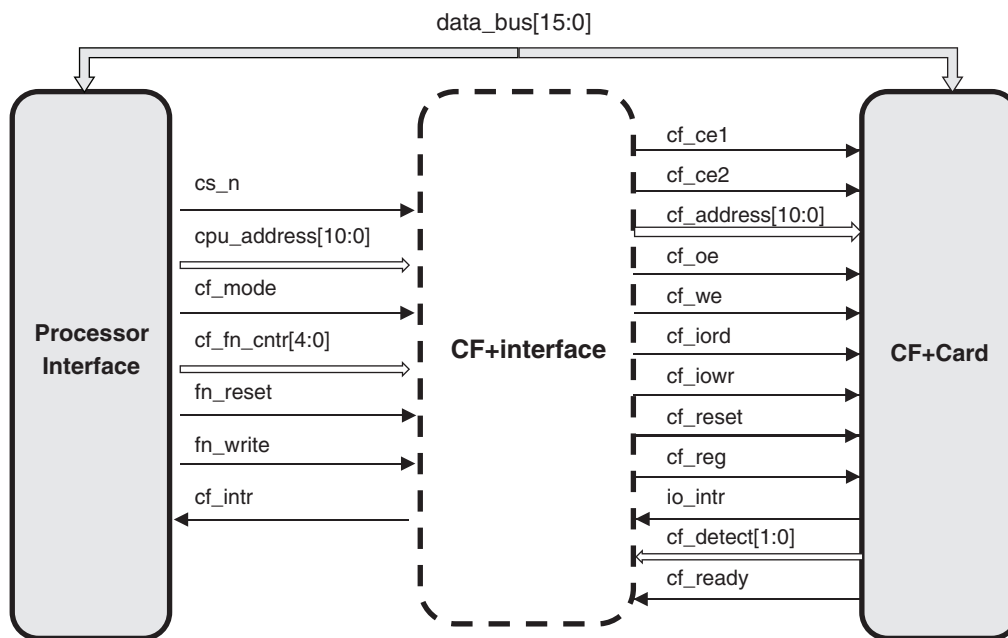 data_bus[15:0]
cs_n
cpu_address[10:0]
cf_mode
cf_fn_cntr[4:0]
fn_reset
fn_write
cf_intr
Processor
Interface
CF+interface
cf_ce1
cf_ce2
cf_address[10:0]
cf_oe
cf_we
cf_iord
cf_iowr
cf_reset
cf_reg
io_intr
cf_detect[1:0]
cf_ready
CF+Card